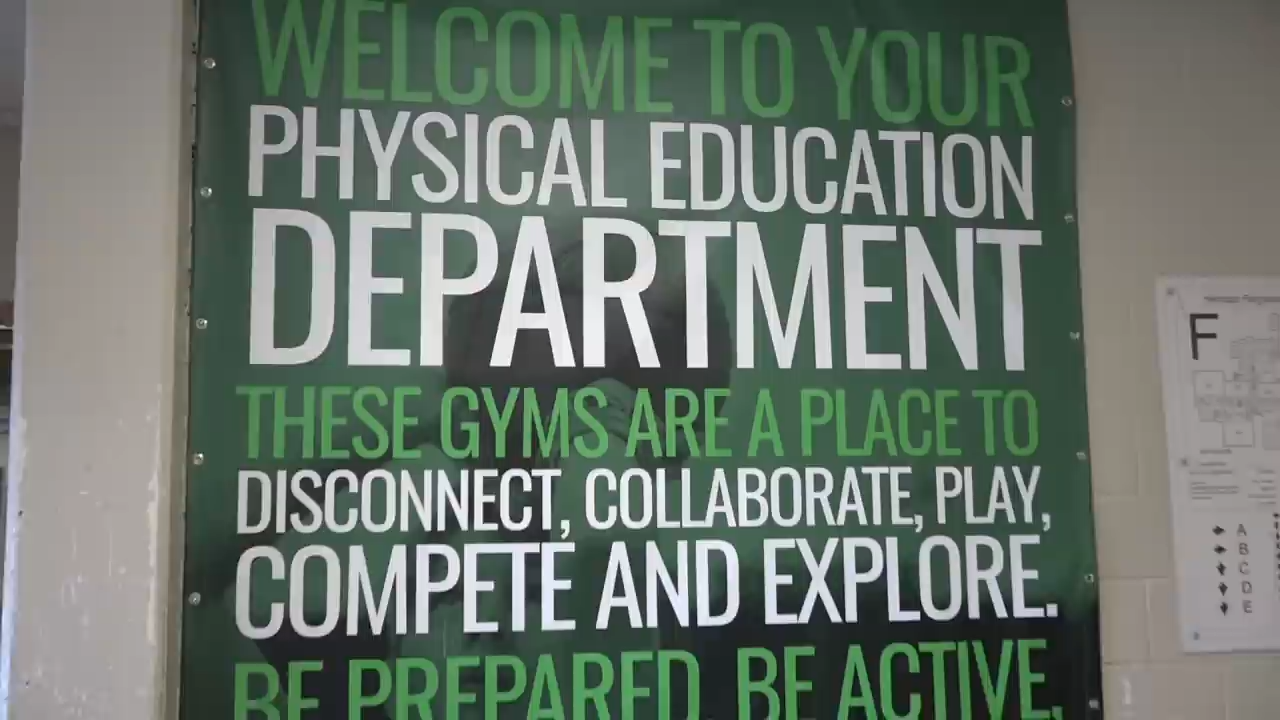 WELCOME TO YOUR
PHYSICAL EDUCATION
DEPARTMENT
THESE GYMS ARE A PLACE TO
DISCONNECT, COLLABORATE, PLAY,
COMPETE AND EXPLORE.
BE PREPARED, BE ACTIVE,
F
A
B
C
D
E